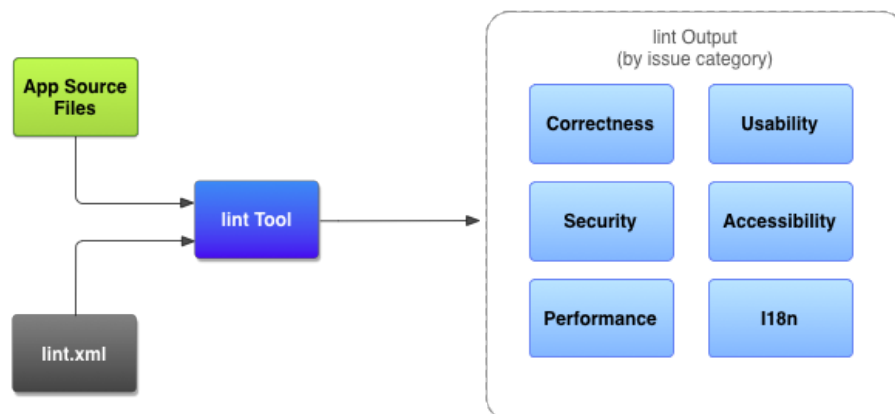 lint Output
(by issue category)
App Source
Files
Correctness
Usability
lint Tool
Security
Accessibility
lint.xml
Performance
I18n